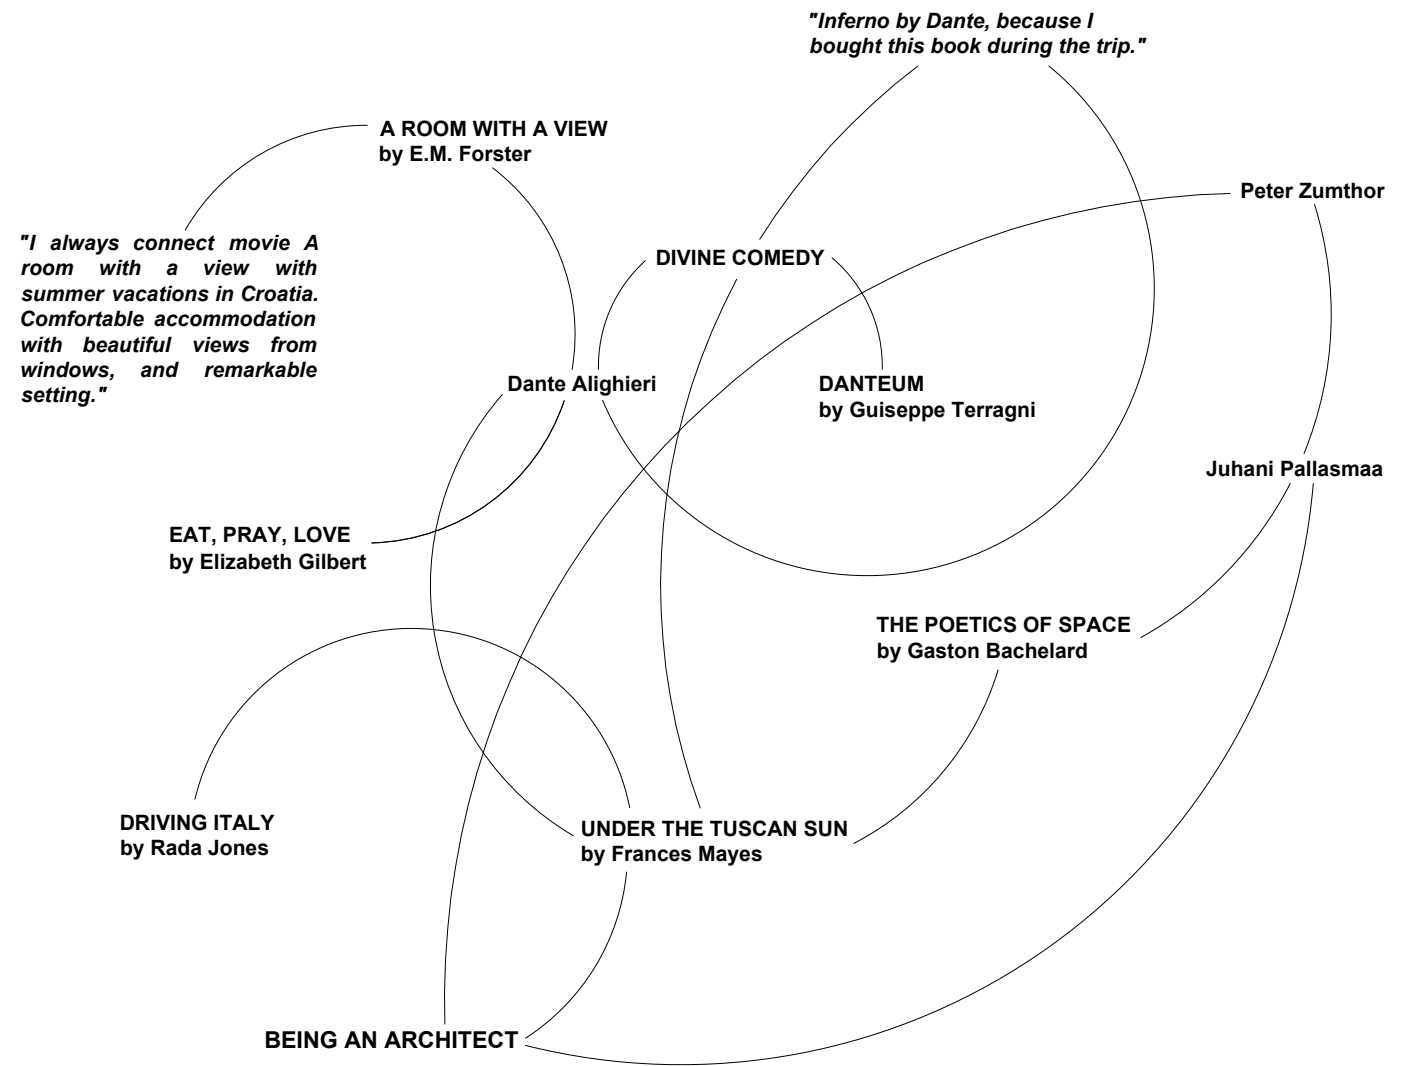 "Inferno by Dante, because I
bought this book during the trip."
A ROOM WITH A VIEW
by E.M. Forster
Peter Zumthor
"I always connect movie A
room with a view with
summer vacations in Croatia.
Comfortable accommodation
with beautiful views from
windows, and remarkable
setting."
DIVINE COMEDY
Dante Alighieri
DANTEUM
by Guiseppe Terragni
Juhani Pallasmaa
EAT, PRAY, LOVE
by Elizabeth Gilbert
THE POETICS OF SPACE
by Gaston Bachelard
DRIVING ITALY
by Rada Jones
UNDER THE TUSCAN SUN
by Frances Mayes
BEING AN ARCHITECT